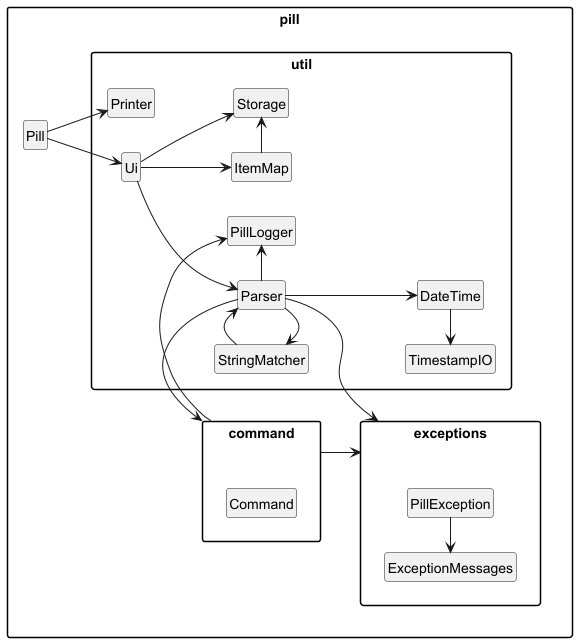 pill
util
Printer
Storage
Pill
Ui
ItemMap
PillLogger
Parser
DateTime
StringMatcher
TimestampIO
command
exceptions
Command
PillException
ExceptionMessages